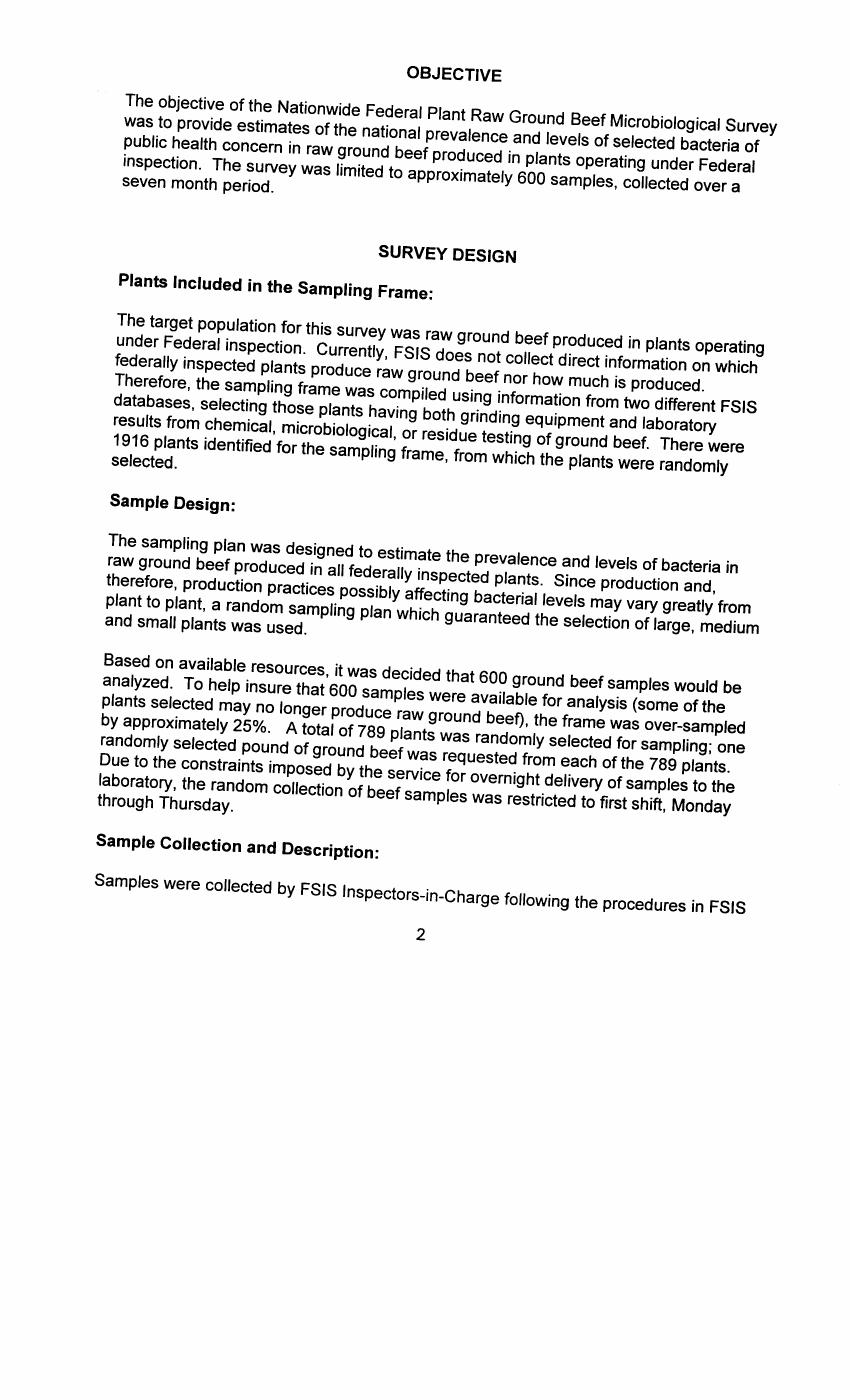 OBJECTIVE
The objective of the Nationwide Federal Plant Raw Ground Beef Microbiological Survey
was to provide estimates of the national prevalence and levels of selected bacteria of
public health concern in raw ground beef produced in plants operating under Federal
inspection. The survey was limited to approximately 600 samples, collected over a
seven month period.
SURVEY DESIGN
Plants Included in the Sampling Frame:
The target population for this survey was raw ground beef produced in plants operating
under Federal inspection. Currently, FSIS does not collect direct information on which
federally inspected plants produce raw ground beef nor how much is produced.
Therefore, the sampling frame was compiled using information from two different FSIS
databases, selecting those plants having both grinding equipment and laboratory
results from chemical, microbiological, or residue testing of ground beef. There were
1916 plants identified for the sampling frame, from which the plants were randomly
selected.
Sample Design:
The sampling plan was designed to estimate the prevalence and levels of bacteria in
raw ground beef produced in all federally inspected plants. Since production and,
therefore, production practices possibly affecting bacterial levels may vary greatly from
plant to plant, a random sampling plan which guaranteed the selection of large, medium
and small plants was used.
Based on available resources, it was decided that 600 ground beef samples would be
analyzed. To help insure that 600 samples were available for analysis (some of the
plants selected may no longer produce raw ground beef), the frame was over-sampled
by approximately 25%. A total of 789 plants was randomly selected for sampling; one
randomly selected pound of ground beef was requested from each of the 789 plants.
Due to the constraints imposed by the service for overnight delivery of samples to the
laboratory, the random collection of beef samples was restricted to first shift, Monday
through Thursday.
Sample Collection and Description:
Samples were collected by FSIS Inspectors-in-Charge following the procedures in FSIS
2